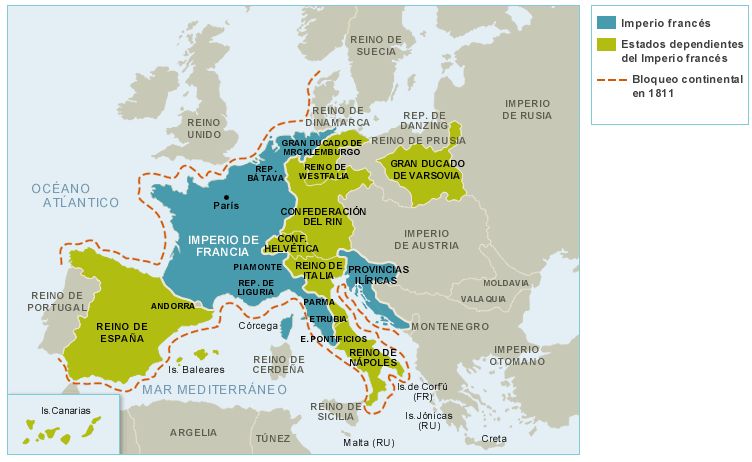 Imperio francés
Estados dependientes
del Imperio francés
Bloqueo continental
en 1811
REINO DE
SUECIA
IMPERIO
DE RUSIA
REINO
UNIDO
REINO DE
DINAMARCA
REP. DE
DANZING
REINO DE PRUSIA
GRAN DUCADO DE
MRCKLEMBURGO
REP.
BÁTAVA
REINO DE
WESTFALIA
GRAN DUCADO
DE VARSOVIA
OCÉANO
ATLÁNTICO
París
CONFEDERACIÓN
DEL RIN
IMPERIO DE
FRANCIA
CONF.
HELVÉTICA
IMPERIO
DE AUSTRIA
PIAMONTE
REINO DE
ITALIA
PROVINCIAS
ILÍRICAS
REP. DE
LIGURIA
MOLDAVIA
VALAQUIA
REINO DE
PORTUGAL
ANDORRA
PARMA
ETRUBIA
REINO DE
ESPAÑA
Córcega
E. PONTIFICIOS
MONTENEGRO
REINO DE
NÁPOLES
IMPERIO
OTOMANO
Is. Baleares
REINO DE
CERDEÑA
MAR MEDITERRÁNEO
Is. de Corfú
(FR)
Is. Canarias
REINO DE
SICILIA
Is. Jónicas
(RU)
ARGELIA
TÚNEZ
Malta (RU)
Creta